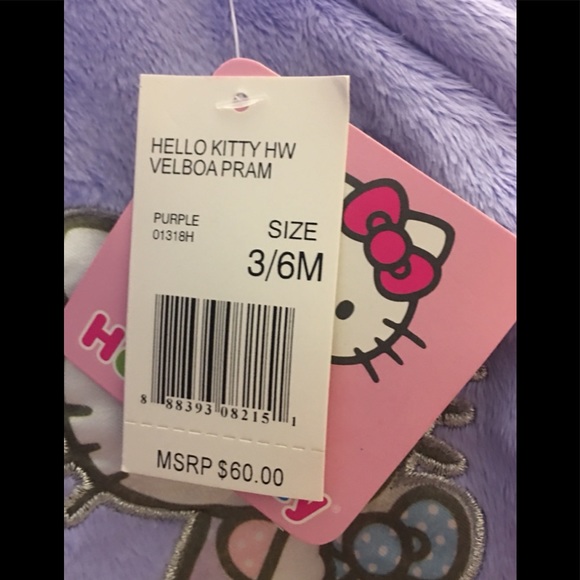 HELLO KITTY HW
VELBOA PRAM
PURPLE
01318H
SIZE
3/6M
8 88393 08215 1
MSRP $60.00